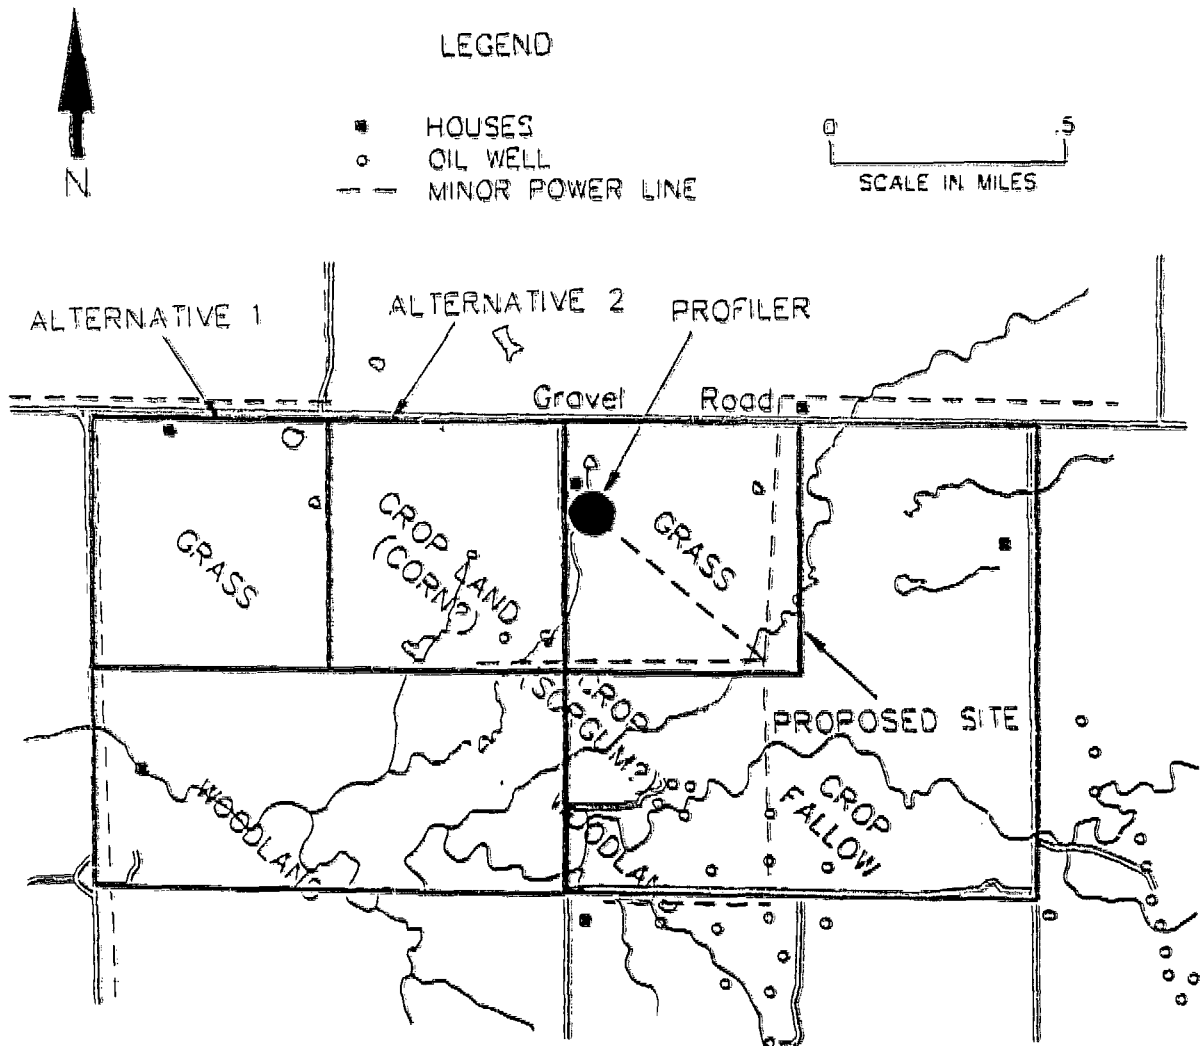 LEGEND
HOUSES
OIL WELL
MINOR POWER LINE
N
0 .5
SCALE IN MILES
ALTERNATIVE 1
ALTERNATIVE 2
PROFILER
Gravel Road
GRASS
CROP LAND
(CORN?)
GRASS
PROPOSED SITE
CROP
(SORGUM?)
WOODLAND
CROP
FALLOW